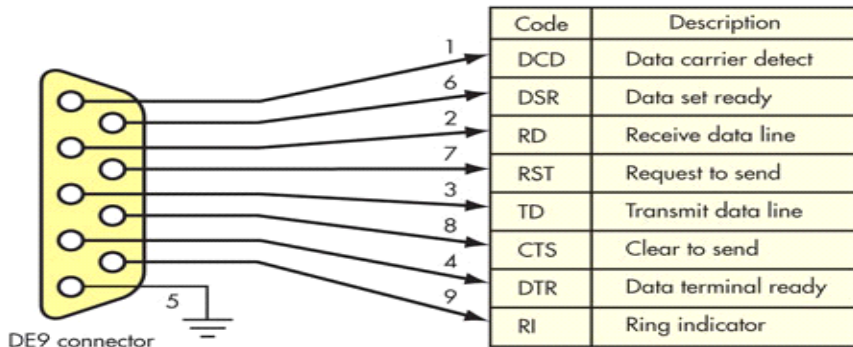 Code Description
1 DCD Data carrier detect
6 DSR Data set ready
2 RD Receive data line
7 RST Request to send
3 TD Transmit data line
8 CTS Clear to send
4 DTR Data terminal ready
9 RI Ring indicator
5
DE9 connector